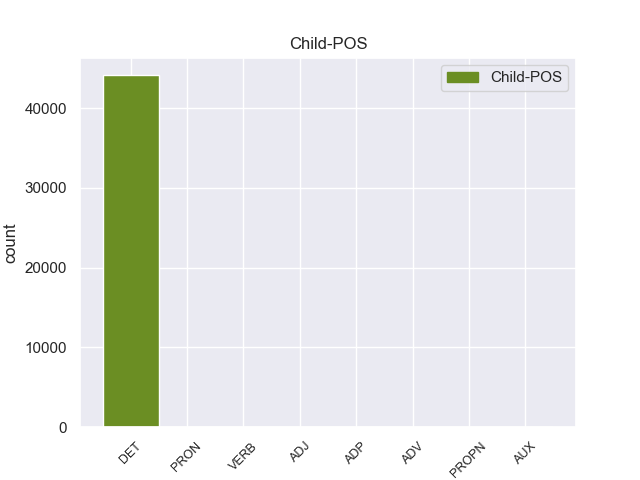 Child-POS
Child-POS
count
40000
30000
20000
10000
0
DET PRON VERB ADJ ADP ADV PROPN AUX